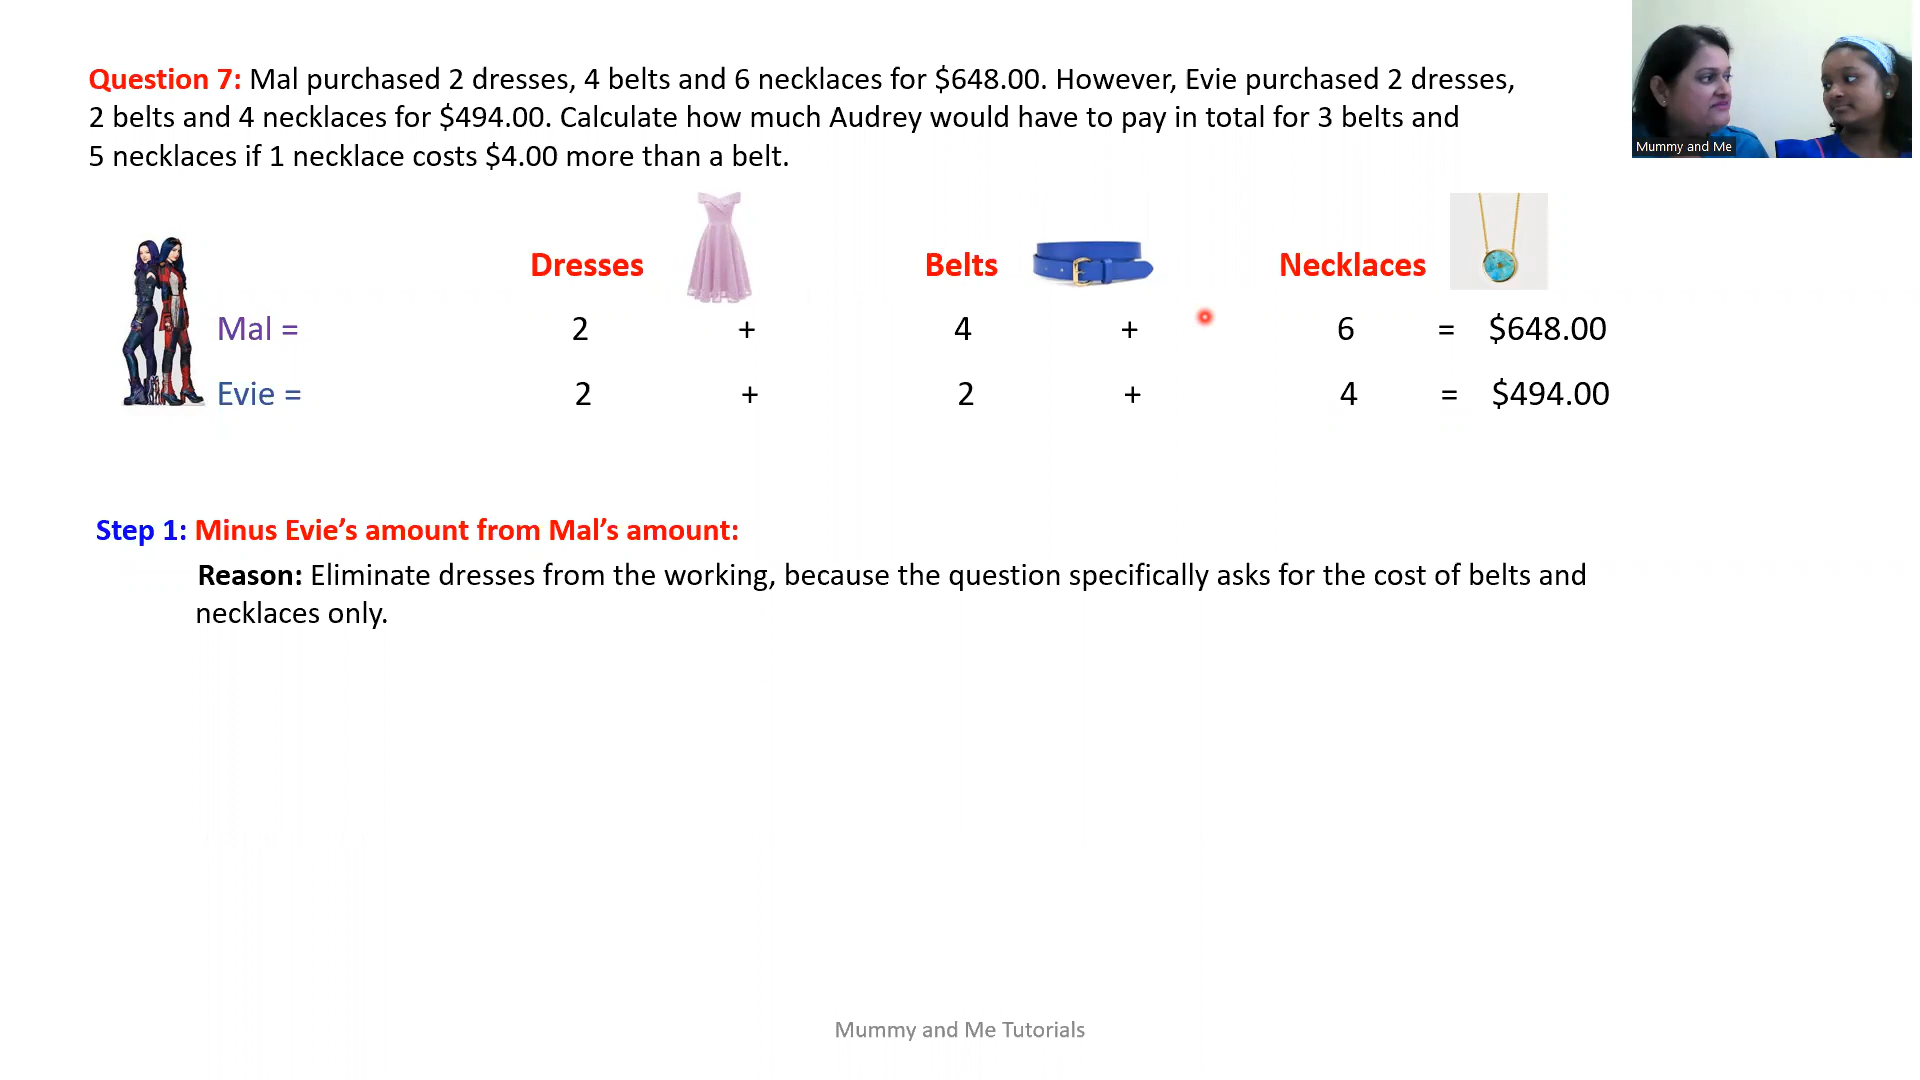 Question 7: Mal purchased 2 dresses, 4 belts and 6 necklaces for $648.00. However, Evie purchased 2 dresses,
2 belts and 4 necklaces for $494.00. Calculate how much Audrey would have to pay in total for 3 belts and
5 necklaces if 1 necklace costs $4.00 more than a belt.
Mummy and Me
Dresses Belts Necklaces
Mal = 2 + 4 + 6 = $648.00
Evie = 2 + 2 + 4 = $494.00
Step 1: Minus Evie’s amount from Mal’s amount:
Reason: Eliminate dresses from the working, because the question specifically asks for the cost of belts and
necklaces only.
Mummy and Me Tutorials